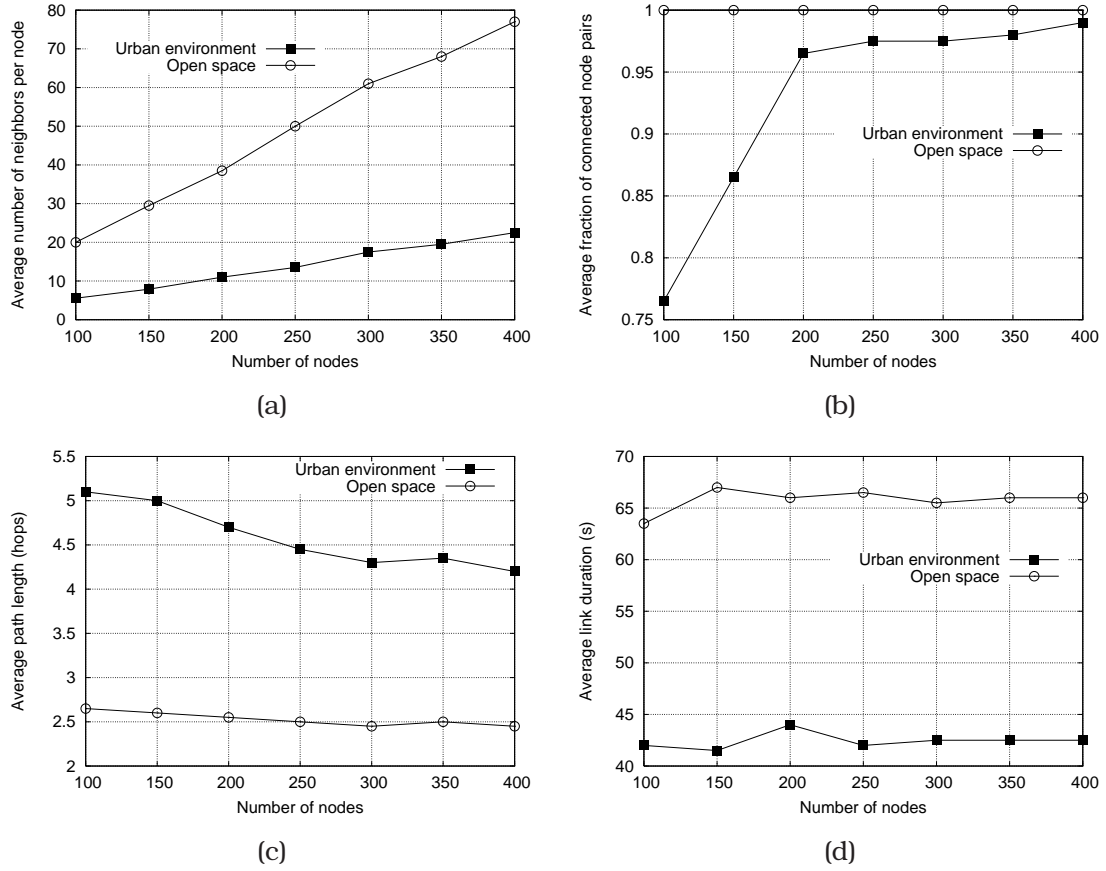 80
70
60
50
40
30
20
10
0
100 150 200 250 300 350 400
Average number of neighbors per node
Number of nodes
Urban environment
Open space
(a)
1
0.95
0.9
0.85
0.8
0.75
100 150 200 250 300 350 400
Average fraction of connected node pairs
Number of nodes
Urban environment
Open space
(b)
5.5
5
4.5
4
3.5
3
2.5
2
100 150 200 250 300 350 400
Average path length (hops)
Number of nodes
Urban environment
Open space
(c)
70
65
60
55
50
45
40
100 150 200 250 300 350 400
Average link duration (s)
Number of nodes
Urban environment
Open space
(d)